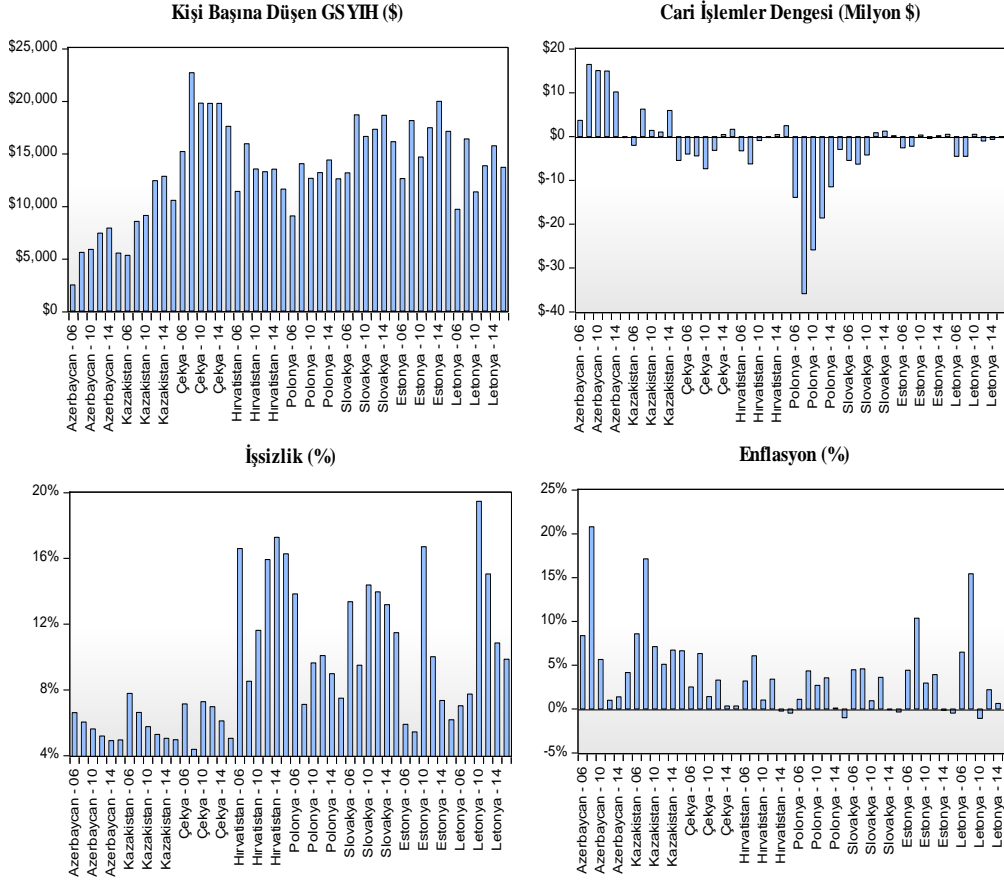 Kişi Başına Düşen GSYIH ($)
$25,000
$20,000
$15,000
$10,000
$5,000
$0
Azerbaycan - 06
Azerbaycan - 10
Azerbaycan - 14
Kazakistan - 06
Kazakistan - 10
Kazakistan - 14
Çekya - 06
Çekya - 10
Çekya - 14
Hırvatistan - 06
Hırvatistan - 10
Hırvatistan - 14
Polonya - 06
Polonya - 10
Polonya - 14
Slovakya - 06
Slovakya - 10
Slovakya - 14
Estonya - 06
Estonya - 10
Estonya - 14
Letonya - 06
Letonya - 10
Letonya - 14
Cari İşlemler Dengesi (Milyon $)
$20
$10
$0
$-10
$-20
$-30
$-40
Azerbaycan - 06
Azerbaycan - 10
Azerbaycan - 14
Kazakistan - 06
Kazakistan - 10
Kazakistan - 14
Çekya - 06
Çekya - 10
Çekya - 14
Hırvatistan - 06
Hırvatistan - 10
Hırvatistan - 14
Polonya - 06
Polonya - 10
Polonya - 14
Slovakya - 06
Slovakya - 10
Slovakya - 14
Estonya - 06
Estonya - 10
Estonya - 14
Letonya - 06
Letonya - 10
Letonya - 14
İşsizlik (%)
20%
16%
12%
8%
4%
Azerbaycan - 06
Azerbaycan - 10
Azerbaycan - 14
Kazakistan - 06
Kazakistan - 10
Kazakistan - 14
Çekya - 06
Çekya - 10
Çekya - 14
Hırvatistan - 06
Hırvatistan - 10
Hırvatistan - 14
Polonya - 06
Polonya - 10
Polonya - 14
Slovakya - 06
Slovakya - 10
Slovakya - 14
Estonya - 06
Estonya - 10
Estonya - 14
Letonya - 06
Letonya - 10
Letonya - 14
Enflasyon (%)
25%
20%
15%
10%
5%
0%
-5%
Azerbaycan - 06
Azerbaycan - 10
Azerbaycan - 14
Kazakistan - 06
Kazakistan - 10
Kazakistan - 14
Çekya - 06
Çekya - 10
Çekya - 14
Hırvatistan - 06
Hırvatistan - 10
Hırvatistan - 14
Polonya - 06
Polonya - 10
Polonya - 14
Slovakya - 06
Slovakya - 10
Slovakya - 14
Estonya - 06
Estonya - 10
Estonya - 14
Letonya - 06
Letonya - 10
Letonya - 14